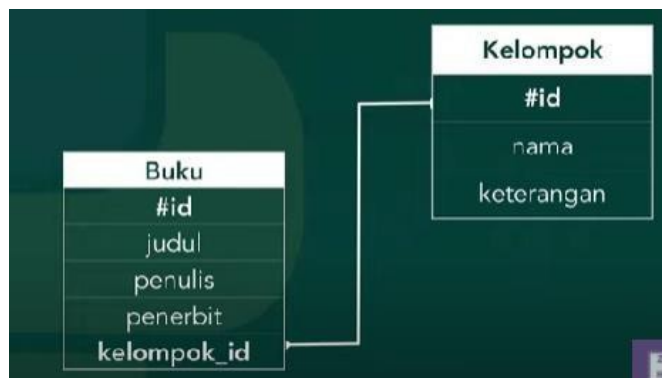 Kelompok
#id
nama
keterangan
Buku
#id
judul
penulis
penerbit
kelompok_id